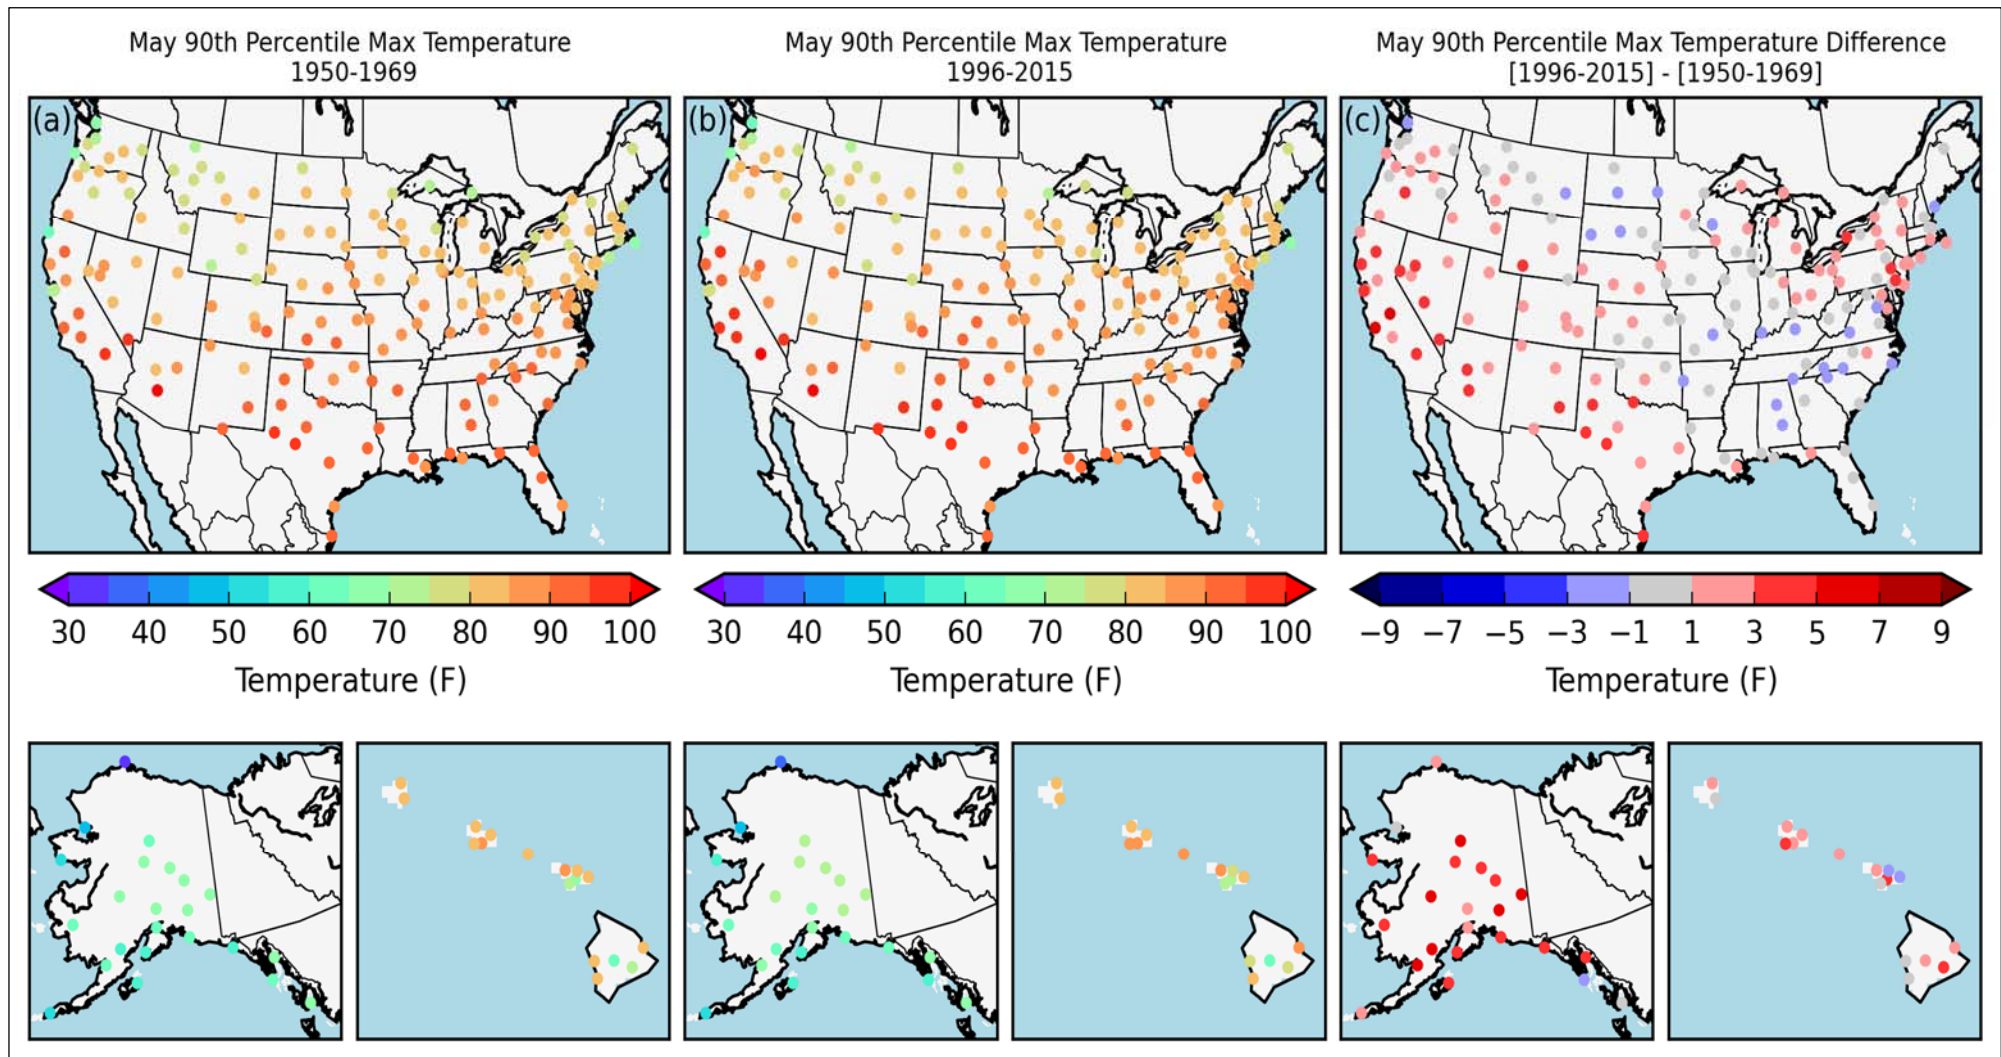 May 90th Percentile Max Temperature
1950-1969
May 90th Percentile Max Temperature
1996-2015
May 90th Percentile Max Temperature Difference
[1996-2015] - [1950-1969]
(a)
(b)
(c)
30 40 50 60 70 80 90 100
Temperature (F)
30 40 50 60 70 80 90 100
Temperature (F)
−9 −7 −5 −3 −1 1 3 5 7 9
Temperature (F)